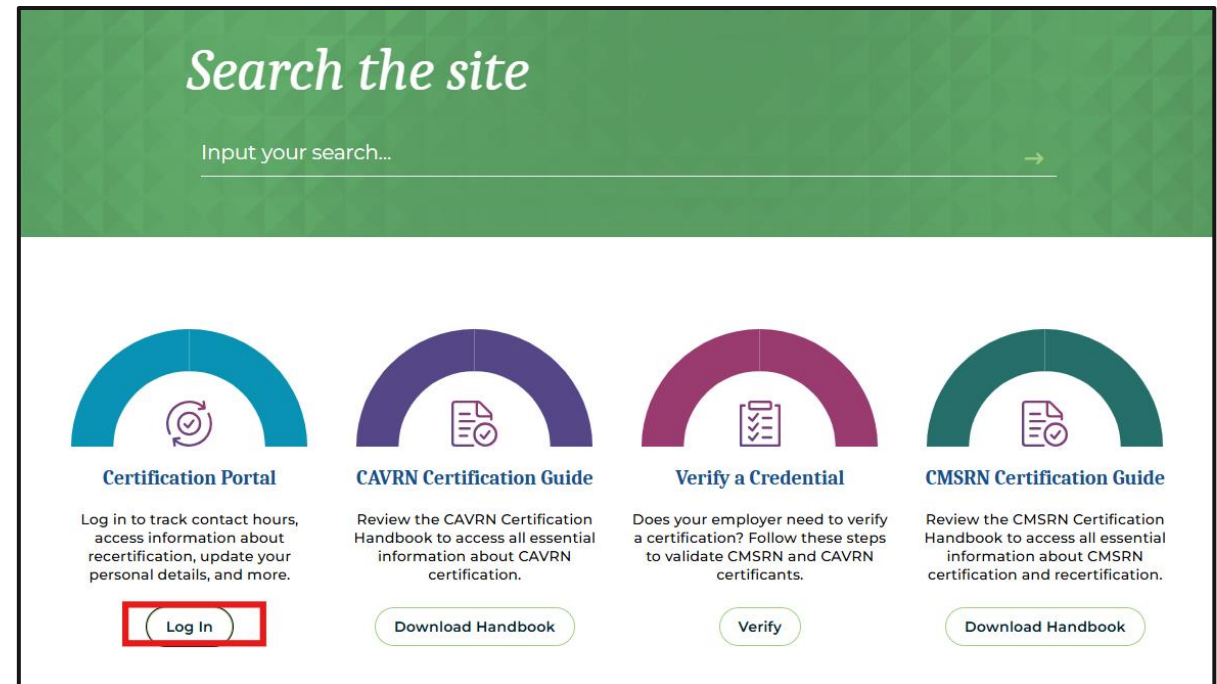 Search the site
Input your search... →
Certification Portal
Log in to track contact hours,
access information about
recertification, update your
personal details, and more.
Log In
CAVRN Certification Guide
Review the CAVRN Certification
Handbook to access all essential
information about CAVRN
certification.
Download Handbook
Verify a Credential
Does your employer need to verify
a certification? Follow these steps
to validate CMSRN and CAVRN
certificants.
Verify
CMSRN Certification Guide
Review the CMSRN Certification
Handbook to access all essential
information about CMSRN
certification and recertification.
Download Handbook